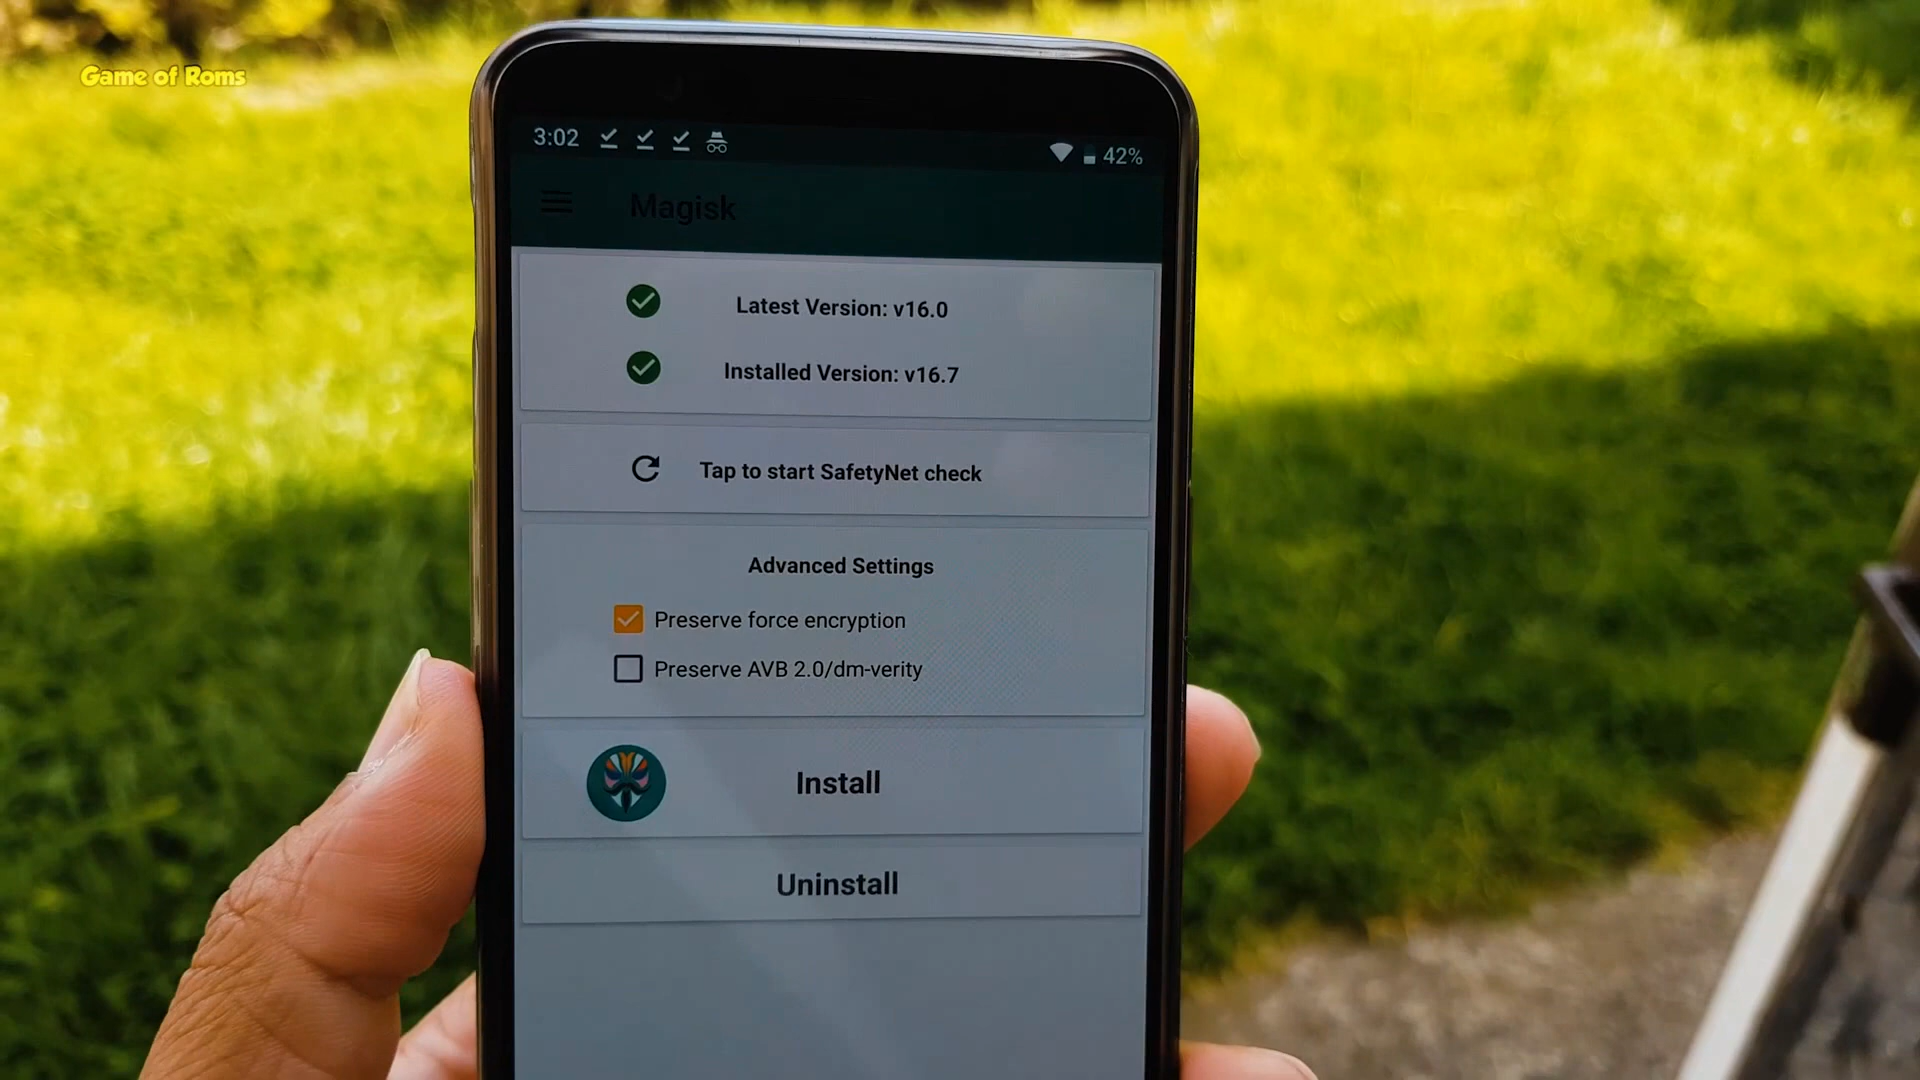 Game of Roms
3:02
42%
Magisk
Latest Version: v16.0
Installed Version: v16.7
Tap to start SafetyNet check
Advanced Settings
Preserve force encryption
Preserve AVB 2.0/dm-verity
Install
Uninstall